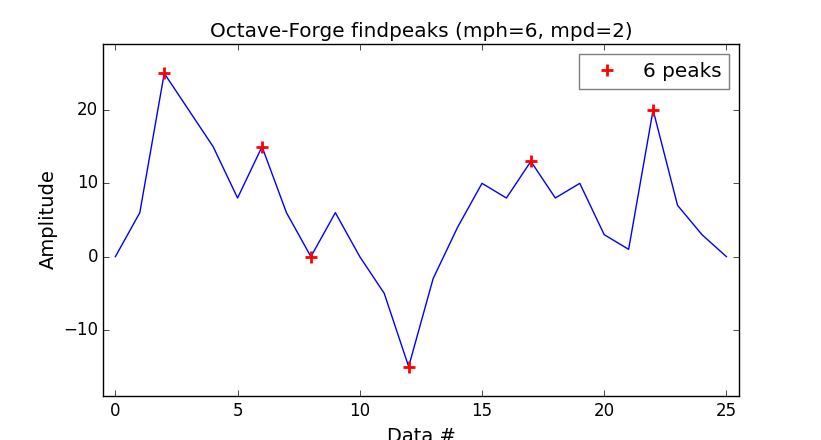 Octave-Forge findpeaks (mph=6, mpd=2)
6 peaks
Amplitude
20
10
0
−10
0 5 10 15 20 25
Data #